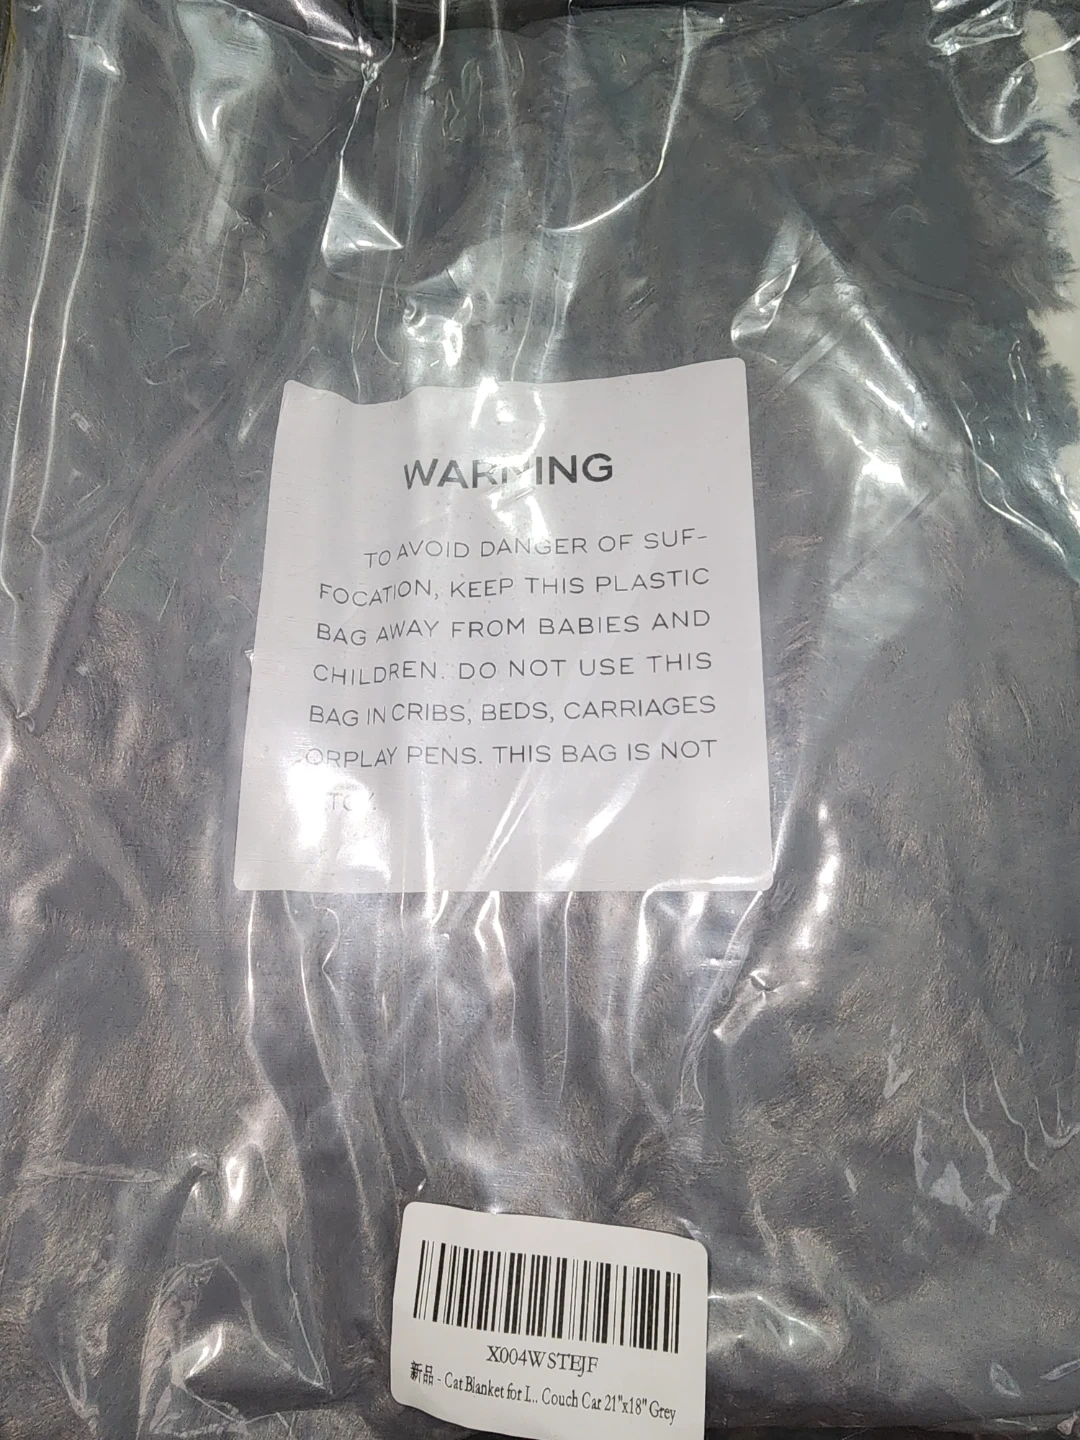 WARNING
TO AVOID DANGER OF SUF-
FOCATION, KEEP THIS PLASTIC
BAG AWAY FROM BABIES AND
CHILDREN. DO NOT USE THIS
BAG IN CRIBS, BEDS, CARRIAGES
ORPLAY PENS. THIS BAG IS NOT
TOY.
X004WSTEJF
新品 - Cat Blanket for I... Couch Car 21"x18" Grey